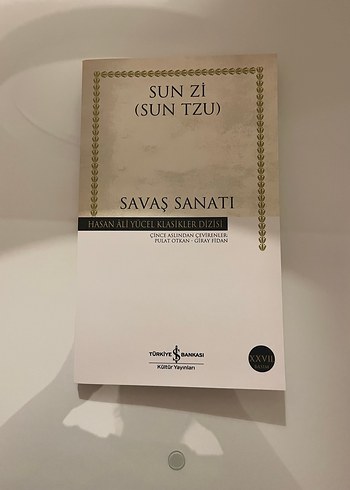 SUN Zİ
(SUN TZU)
SAVAŞ SANATI
HASAN ÂLİ YÜCEL KLASİKLER DİZİSİ
ÇİNCE ASLINDAN ÇEVİRENLER:
PULAT OTKAN - GİRAY FİDAN
TÜRKİYE İŞ BANKASI
Kültür Yayınları
XXVII
BASIM